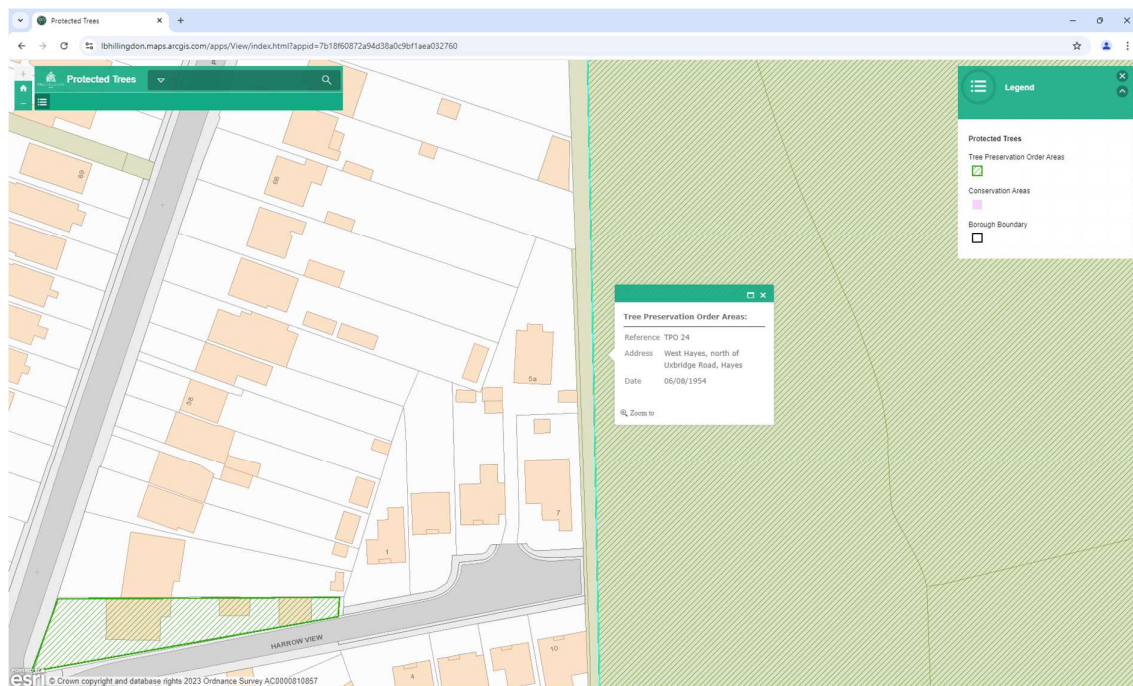 Protected Trees
lbhillingdon.maps.arcgis.com/apps/View/index.html?appid=7b18f60872a94d38a0c9bf1aea032760
Protected Trees
Legend
Protected Trees
Tree Preservation Order Areas
Conservation Areas
Borough Boundary
69
68
Tree Preservation Order Areas:
Reference TPO 24
Address West Hayes, north of
Uxbridge Road, Hayes
Date 06/08/1954
Zoom to
5a
58
7
1
HARROW VIEW
10
4
esri © Crown copyright and database rights 2023 Ordnance Survey AC0000810857